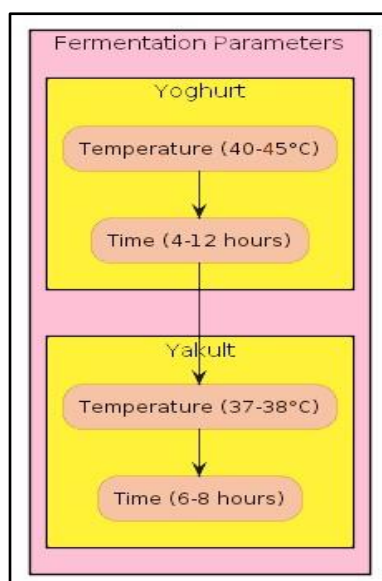 Fermentation Parameters
Yoghurt
Temperature (40-45°C)
Time (4-12 hours)
Yakult
Temperature (37-38°C)
Time (6-8 hours)